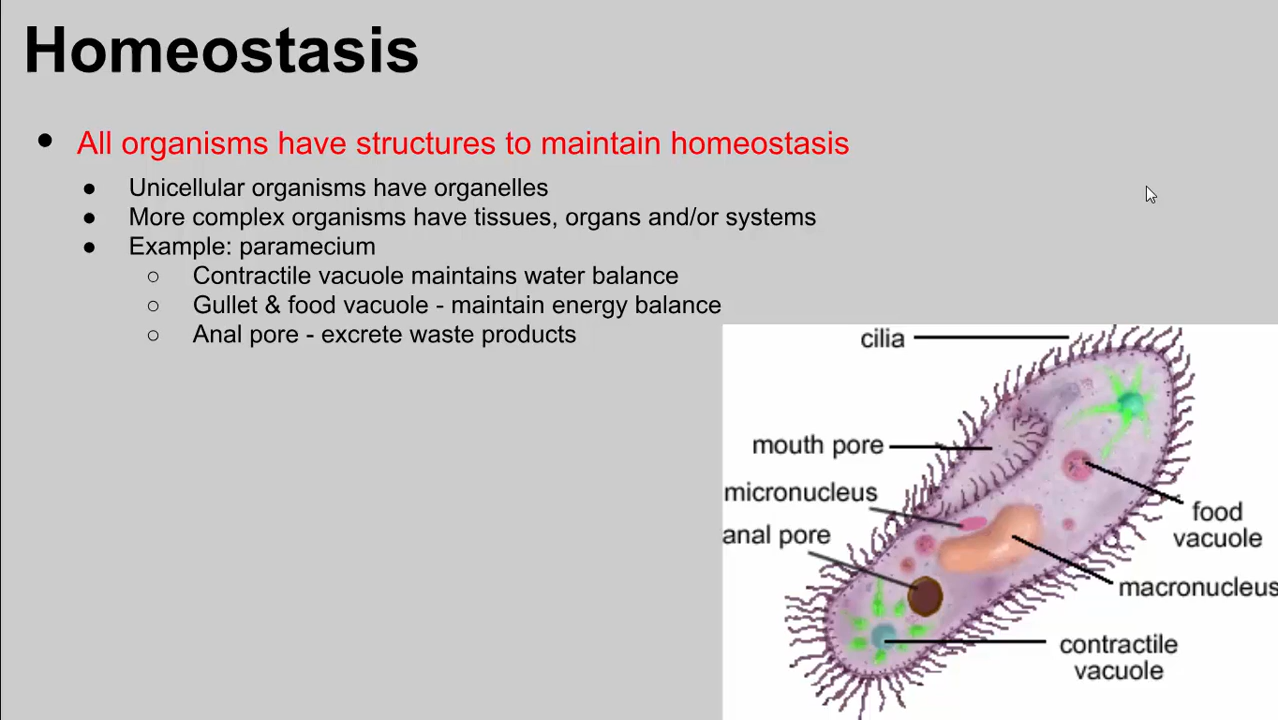 Homeostasis
● All organisms have structures to maintain homeostasis
● Unicellular organisms have organelles
● More complex organisms have tissues, organs and/or systems
● Example: paramecium
○ Contractile vacuole maintains water balance
○ Gullet & food vacuole - maintain energy balance
○ Anal pore - excrete waste products
cilia
mouth pore
micronucleus
anal pore
food
vacuole
macronucleus
contractile
vacuole